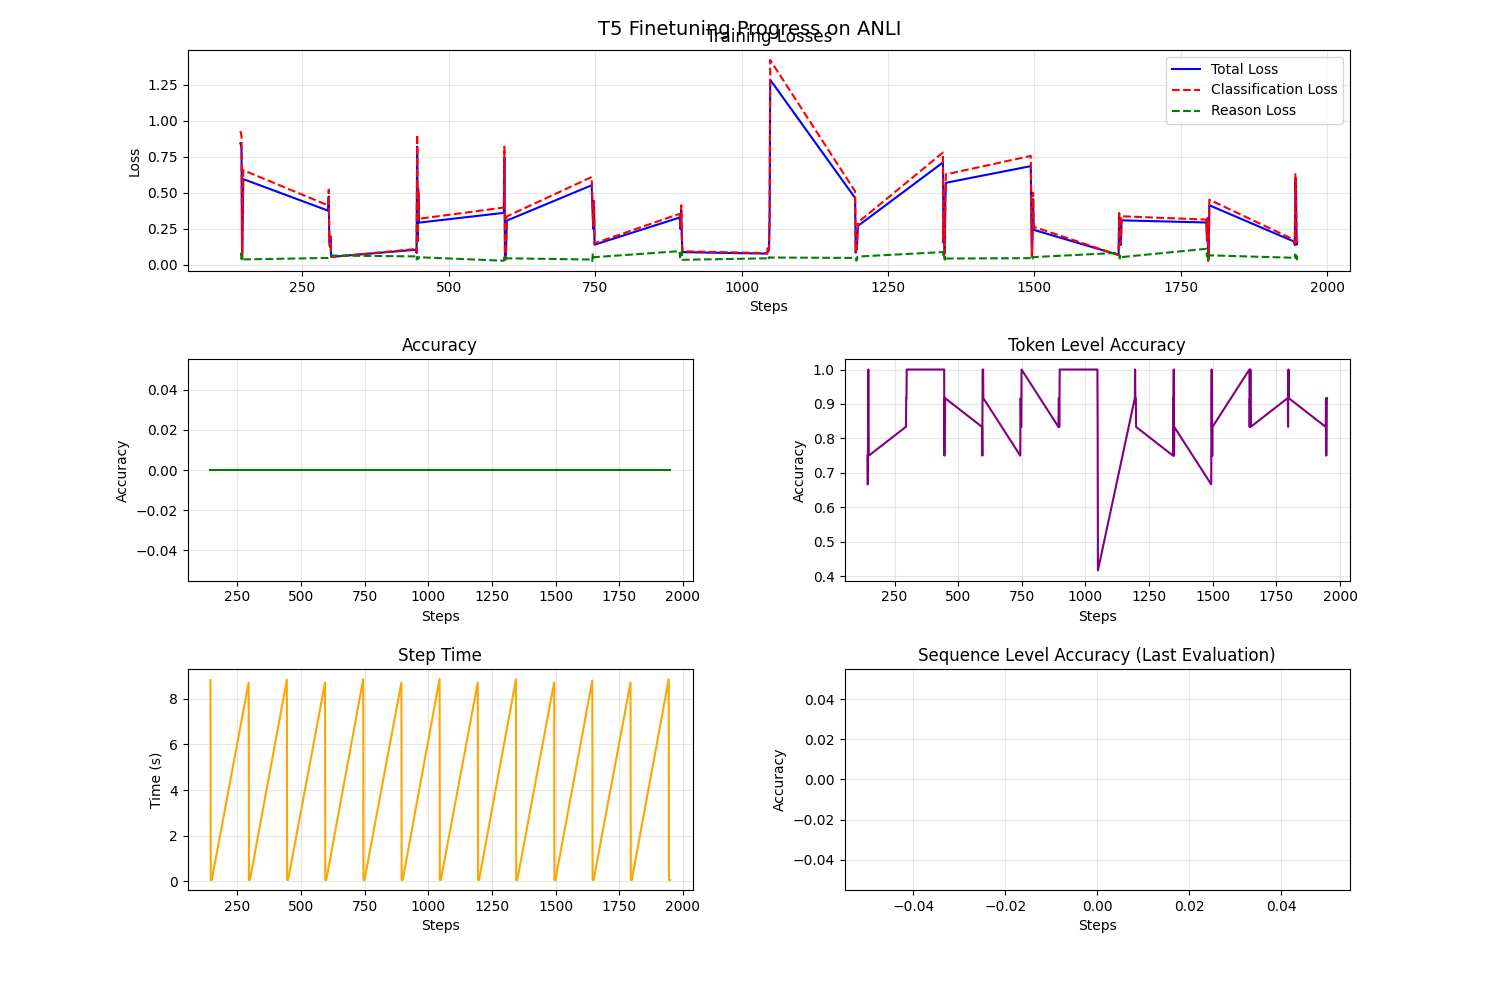 T5 Finetuning Progress on ANLI
Training Losses
Loss
1.25
1.00
0.75
0.50
0.25
0.00
Total Loss
Classification Loss
Reason Loss
250 500 750 1000 1250 1500 1750 2000
Steps
Accuracy
Accuracy
0.04
0.02
0.00
−0.02
−0.04
250 500 750 1000 1250 1500 1750 2000
Steps
Token Level Accuracy
Accuracy
1.0
0.9
0.8
0.7
0.6
0.5
0.4
250 500 750 1000 1250 1500 1750 2000
Steps
Step Time
Time (s)
8
6
4
2
0
250 500 750 1000 1250 1500 1750 2000
Steps
Sequence Level Accuracy (Last Evaluation)
Accuracy
0.04
0.02
0.00
−0.02
−0.04
−0.04 −0.02 0.00 0.02 0.04
Steps